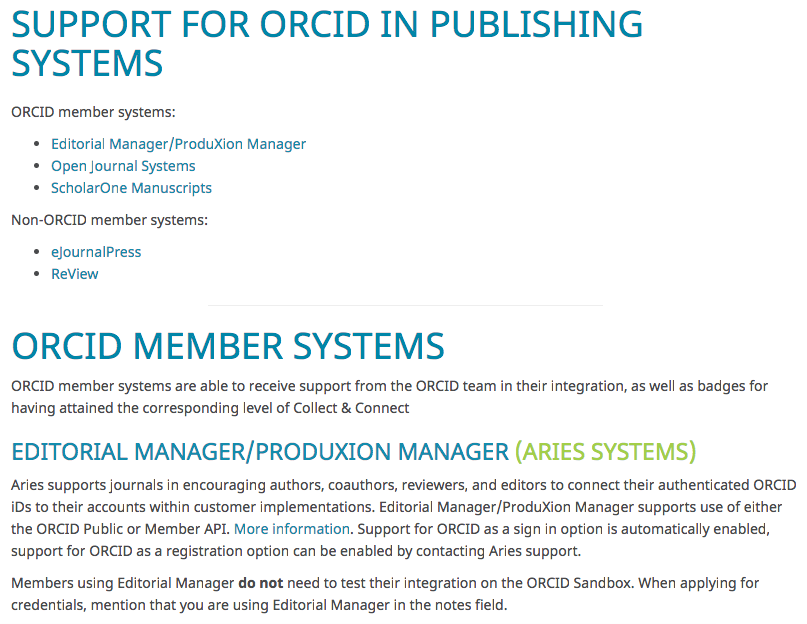 SUPPORT FOR ORCID IN PUBLISHING
SYSTEMS
ORCID member systems:
• Editorial Manager/ProduXion Manager
• Open Journal Systems
• ScholarOne Manuscripts
Non-ORCID member systems:
• eJournalPress
• ReView
ORCID MEMBER SYSTEMS
ORCID member systems are able to receive support from the ORCID team in their integration, as well as badges for
having attained the corresponding level of Collect & Connect
EDITORIAL MANAGER/PRODUXION MANAGER (ARIES SYSTEMS)
Aries supports journals in encouraging authors, coauthors, reviewers, and editors to connect their authenticated ORCID
iDs to their accounts within customer implementations. Editorial Manager/ProduXion Manager supports use of either
the ORCID Public or Member API. More information. Support for ORCID as a sign in option is automatically enabled,
support for ORCID as a registration option can be enabled by contacting Aries support.
Members using Editorial Manager do not need to test their integration on the ORCID Sandbox. When applying for
credentials, mention that you are using Editorial Manager in the notes field.